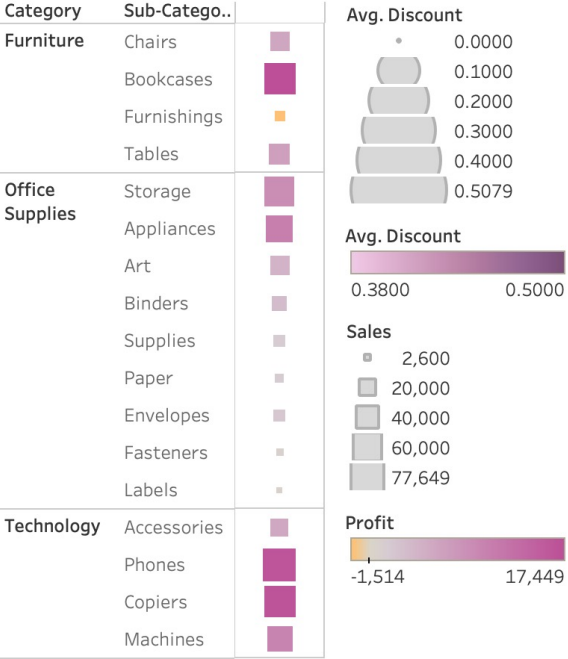 Category Sub-Catego..
Furniture Chairs
Bookcases
Furnishings
Tables
Office Supplies Storage
Appliances
Art
Binders
Supplies
Paper
Envelopes
Fasteners
Labels
Technology Accessories
Phones
Copiers
Machines
Avg. Discount
0.0000
0.1000
0.2000
0.3000
0.4000
0.5079
Avg. Discount
0.3800 0.5000
Sales
2,600
20,000
40,000
60,000
77,649
Profit
-1,514 17,449